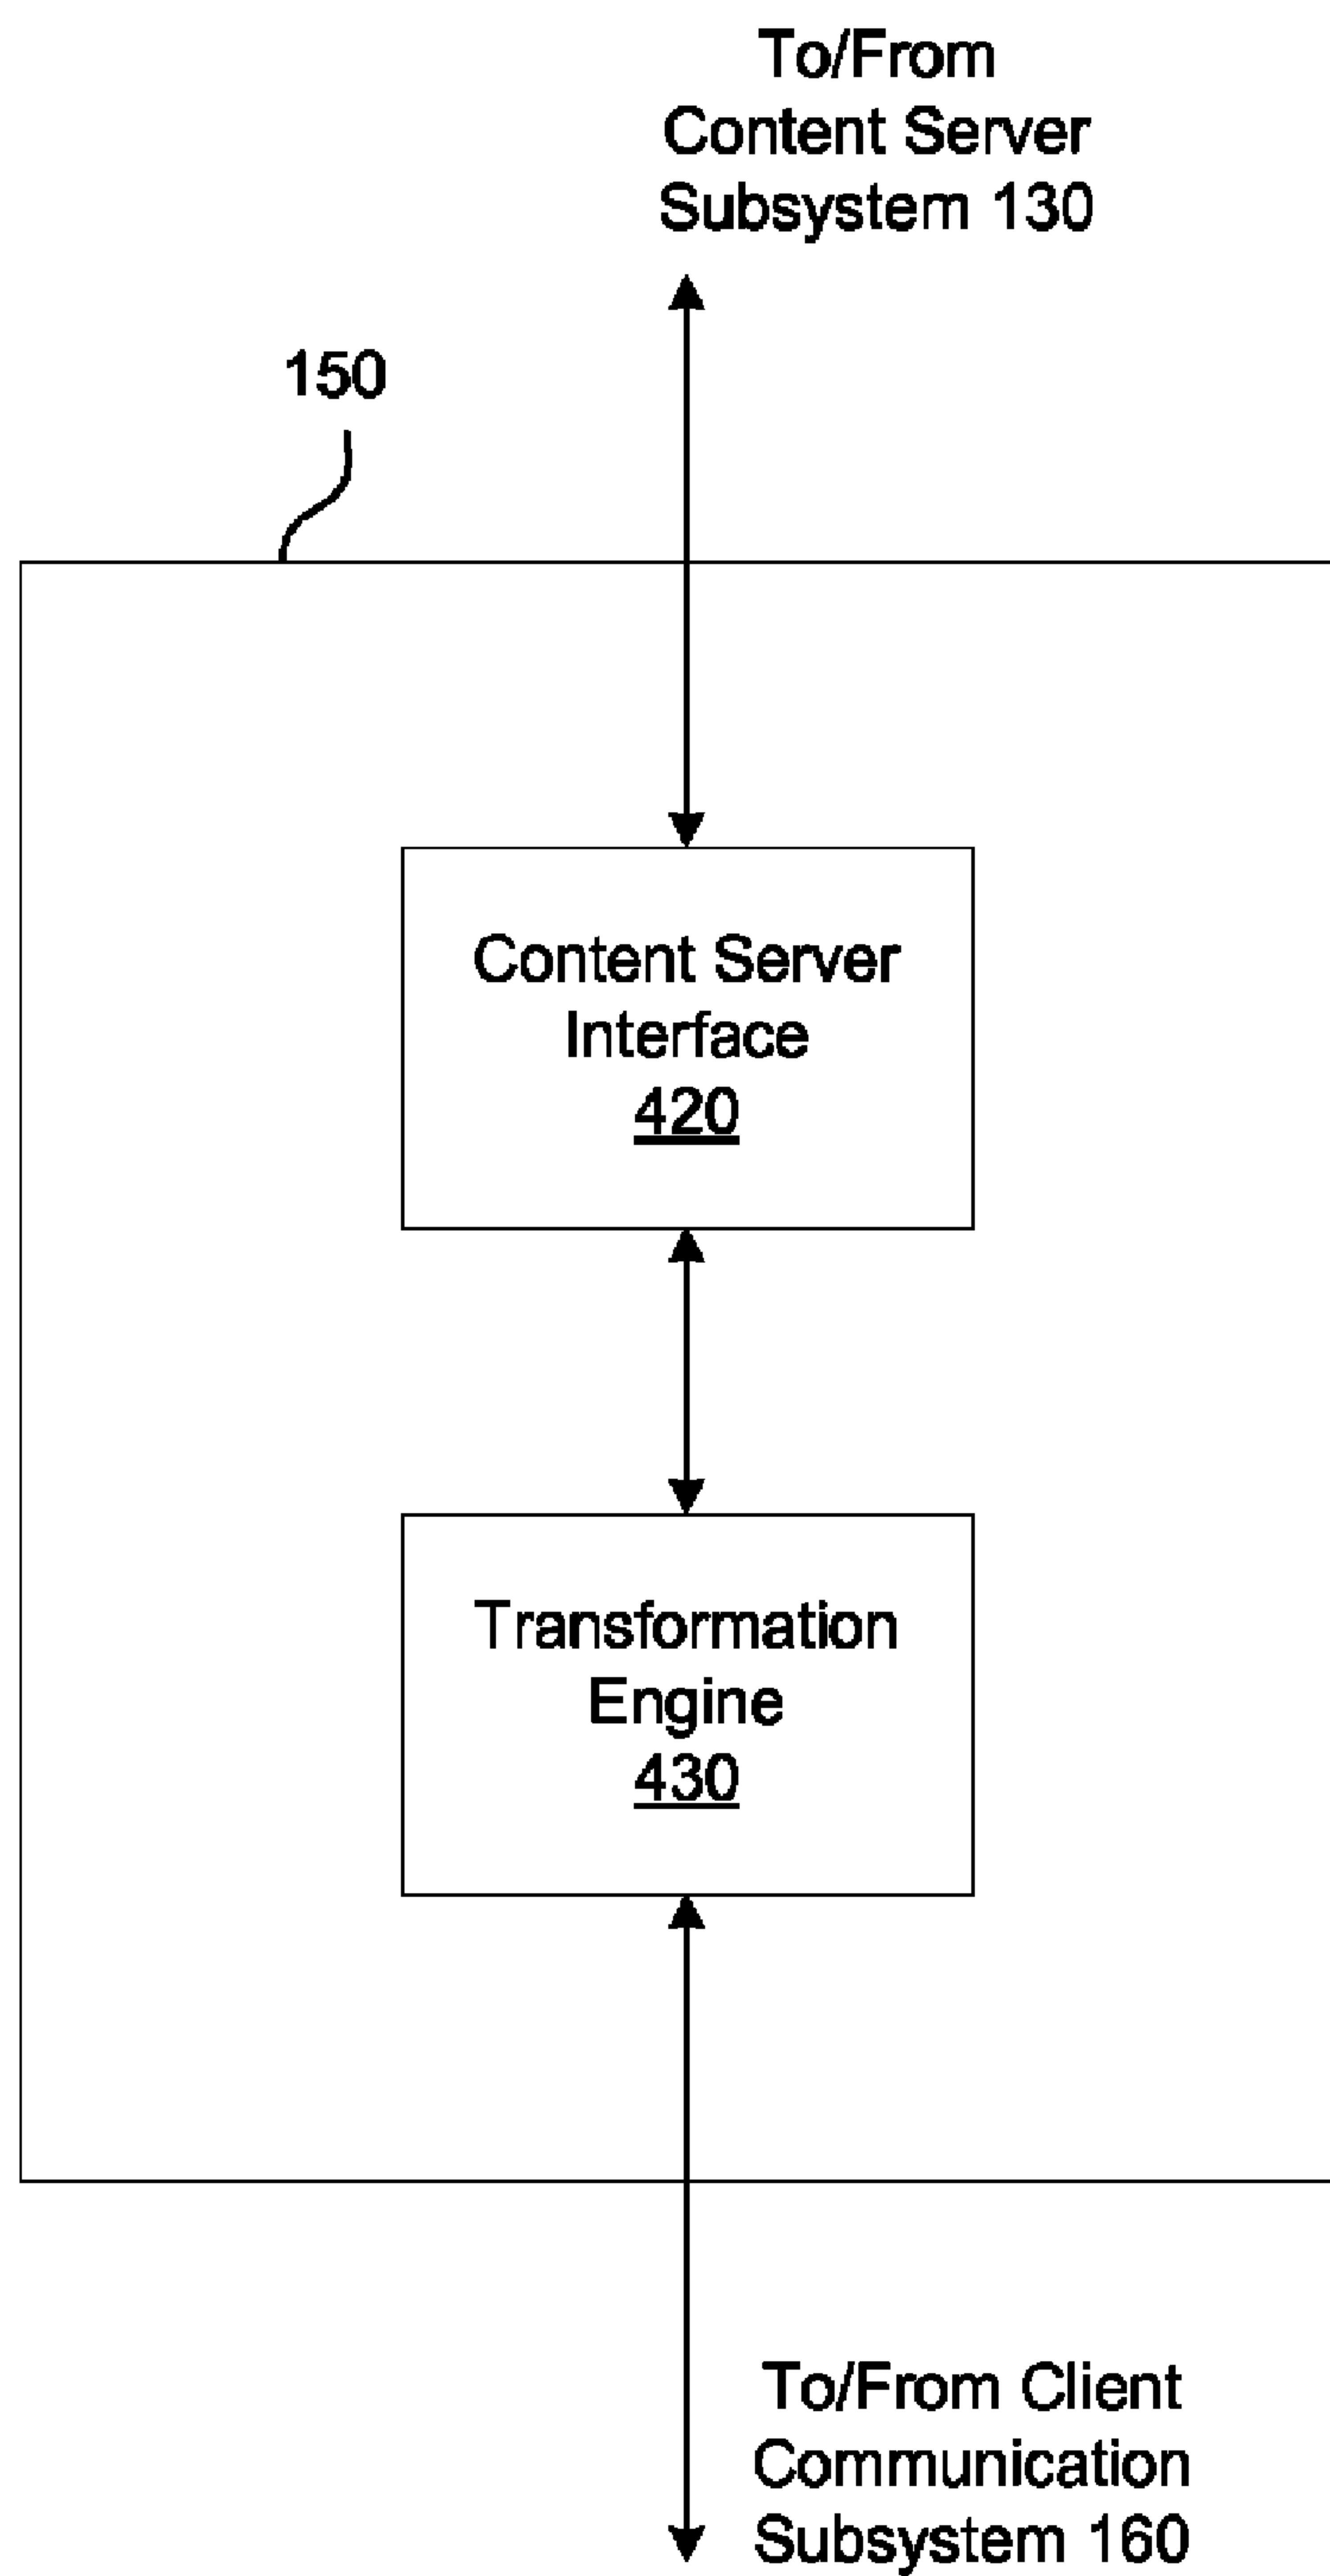 To/From
Content Server
Subsystem 130
150
Content Server
Interface
420
Transformation
Engine
430
To/From Client
Communication
Subsystem 160